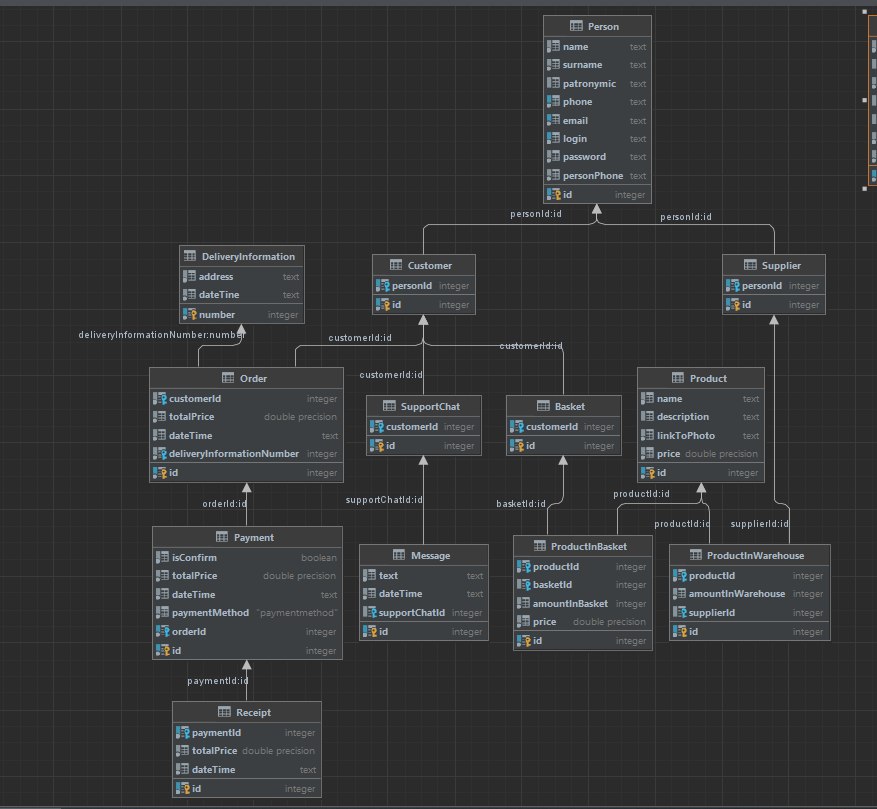 Person
name text
surname text
patronymic text
phone text
email text
login text
password text
personPhone text
id integer
personId:id
personId:id
DeliveryInformation
address text
dateTine text
number integer
Customer
personId integer
id integer
Supplier
personId integer
id integer
deliveryInformationNumber:number
customerId:id
customerId:id
customerId:id
Order
customerId integer
totalPrice double precision
dateTime text
deliveryInformationNumber integer
id integer
SupportChat
customerId integer
id integer
Basket
customerId integer
id integer
Product
name text
description text
linkToPhoto text
price double precision
id integer
orderId:id
supportChatId:id
basketId:id
productId:id
productId:id
supplierId:id
Payment
isConfirm boolean
totalPrice double precision
dateTime text
paymentMethod "paymentmethod"
orderId integer
id integer
Message
text text
dateTime text
supportChatId integer
id integer
ProductInBasket
productId integer
basketId integer
amountInBasket integer
price double precision
id integer
ProductInWarehouse
productId integer
amountInWarehouse integer
supplierId integer
id integer
paymentId:id
Receipt
paymentId integer
totalPrice double precision
dateTime text
id integer